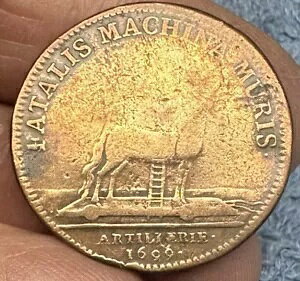 FATALIS MACHINA MURIS.
ARTILLERIE.
1696.